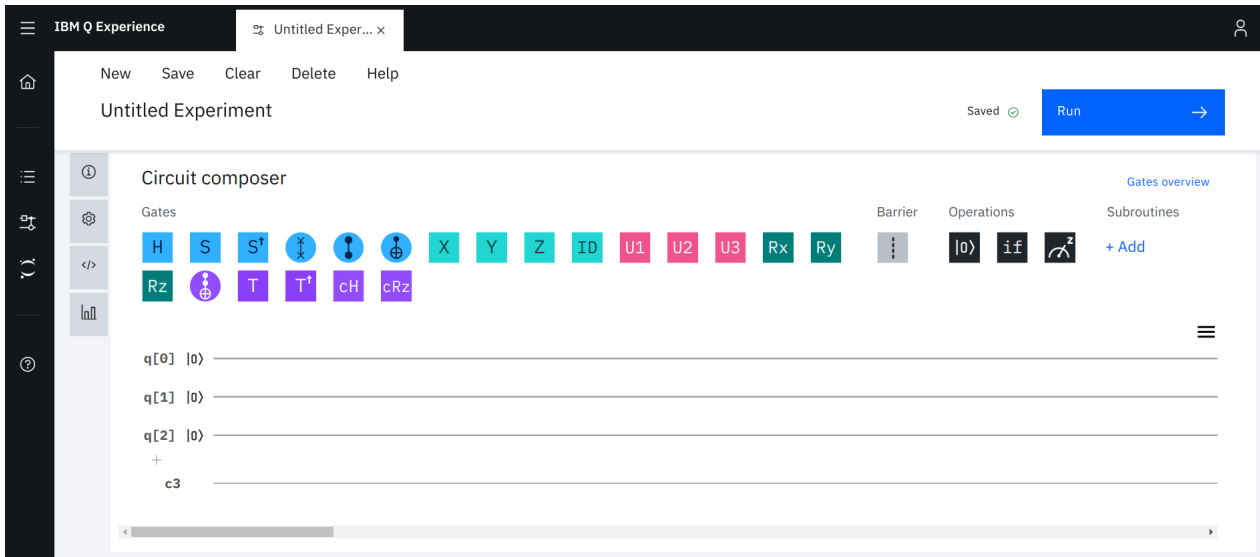 IBM Q Experience
Untitled Exper... ×
New Save Clear Delete Help
Untitled Experiment
Saved
Run →
Circuit composer
Gates overview
Gates Barrier Operations Subroutines
H S S† X Y Z ID U1 U2 U3 Rx Ry |0⟩ if z + Add
Rz T T† cH cRz
q[0] |0⟩
q[1] |0⟩
q[2] |0⟩
+
c3